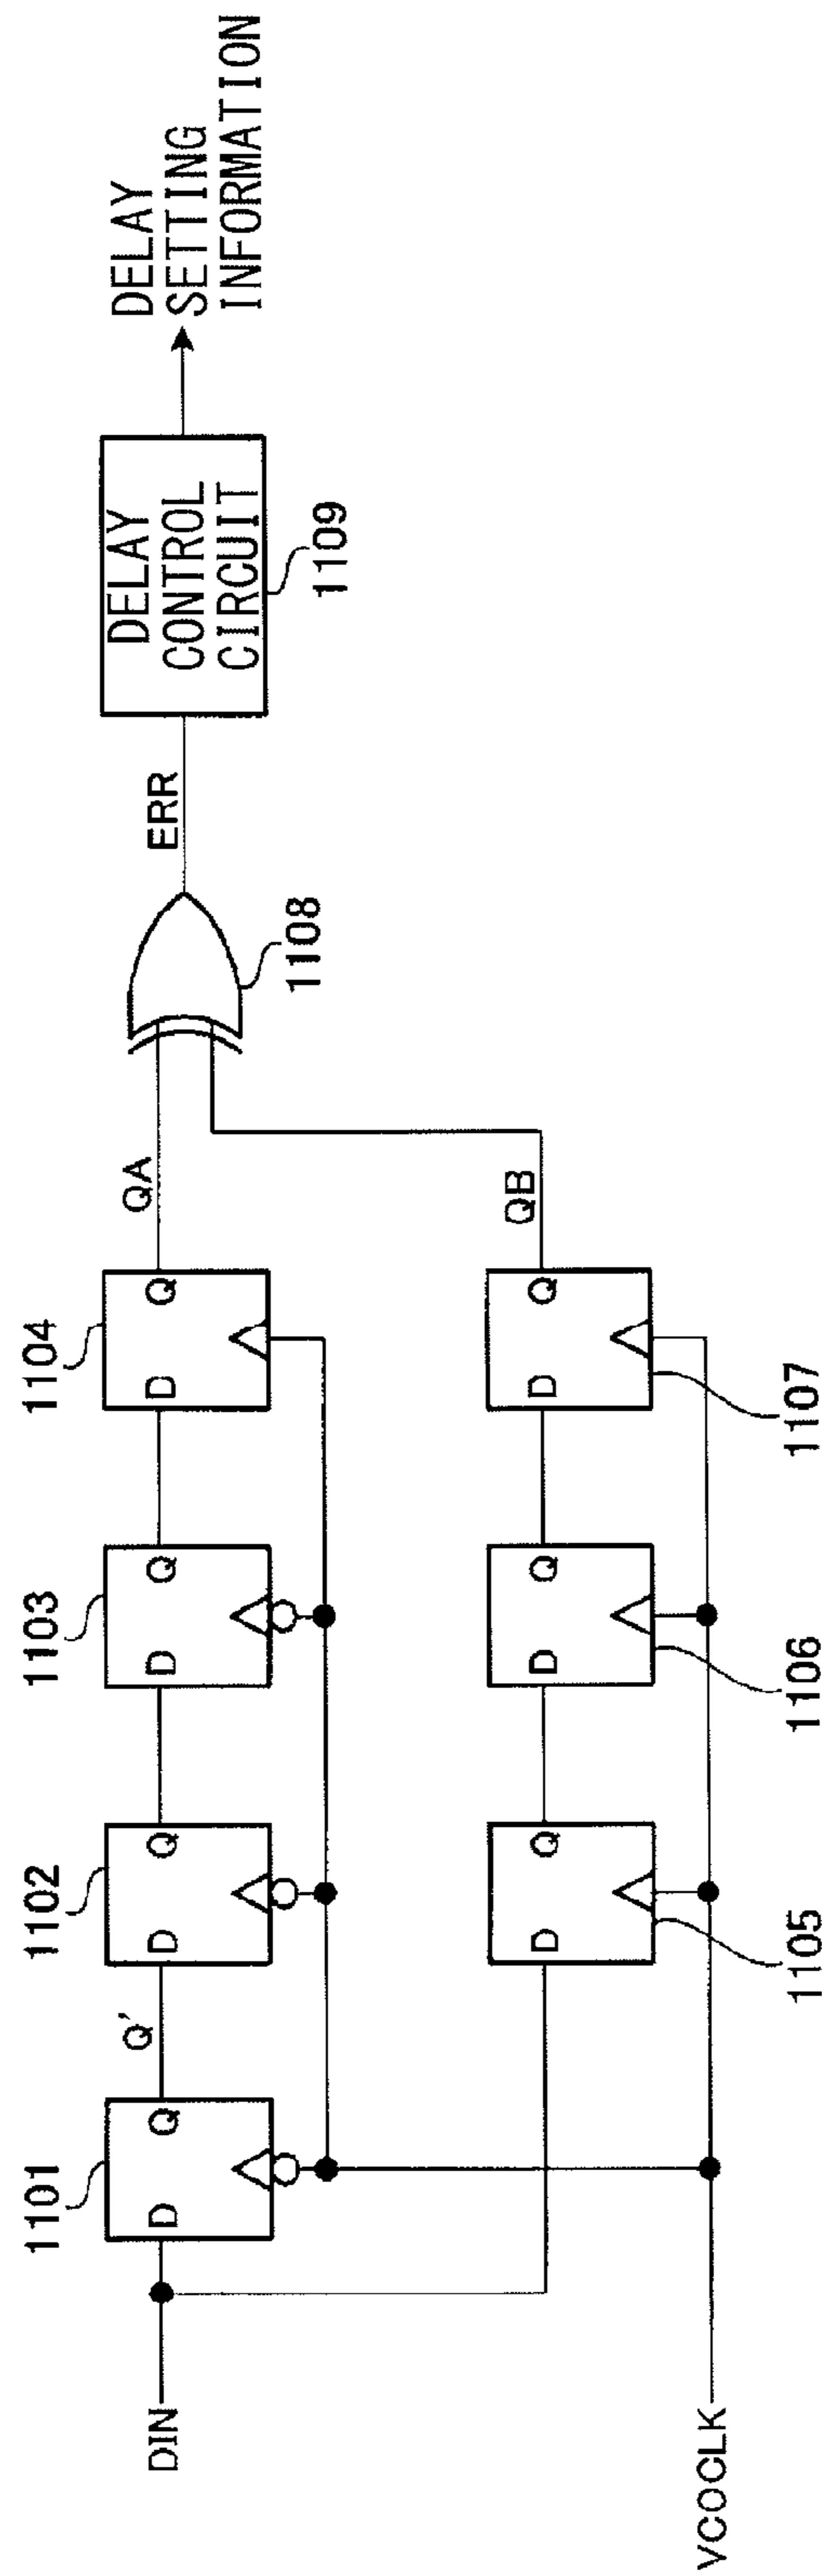 DIN
VCOCLK
1101
D
Q
Q'
1102
D
Q
1103
D
Q
1104
D
Q
QA
1105
D
Q
1106
D
Q
1107
D
Q
QB
1108
ERR
DELAY
CONTROL
CIRCUIT
1109
DELAY
SETTING
INFORMATION